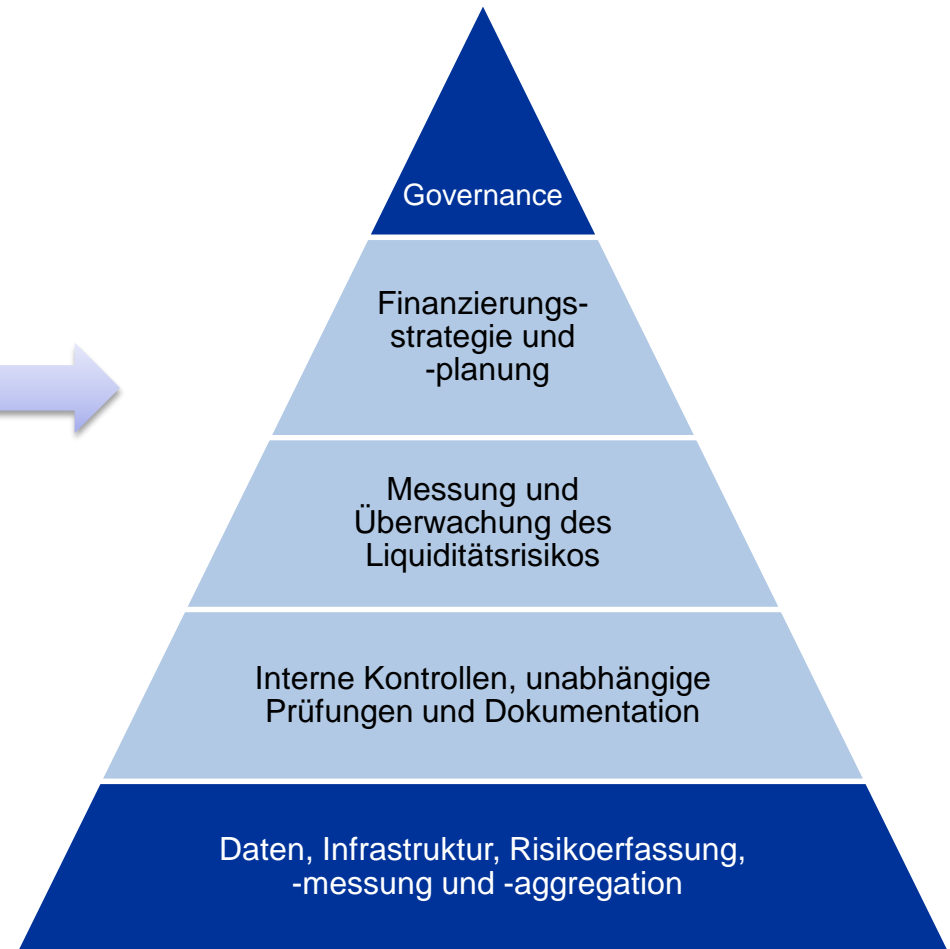 Governance
Finanzierungs-
strategie und
-planung
Messung und
Überwachung des
Liquiditätsrisikos
Interne Kontrollen, unabhängige
Prüfungen und Dokumentation
Daten, Infrastruktur, Risikoerfassung,
-messung und -aggregation